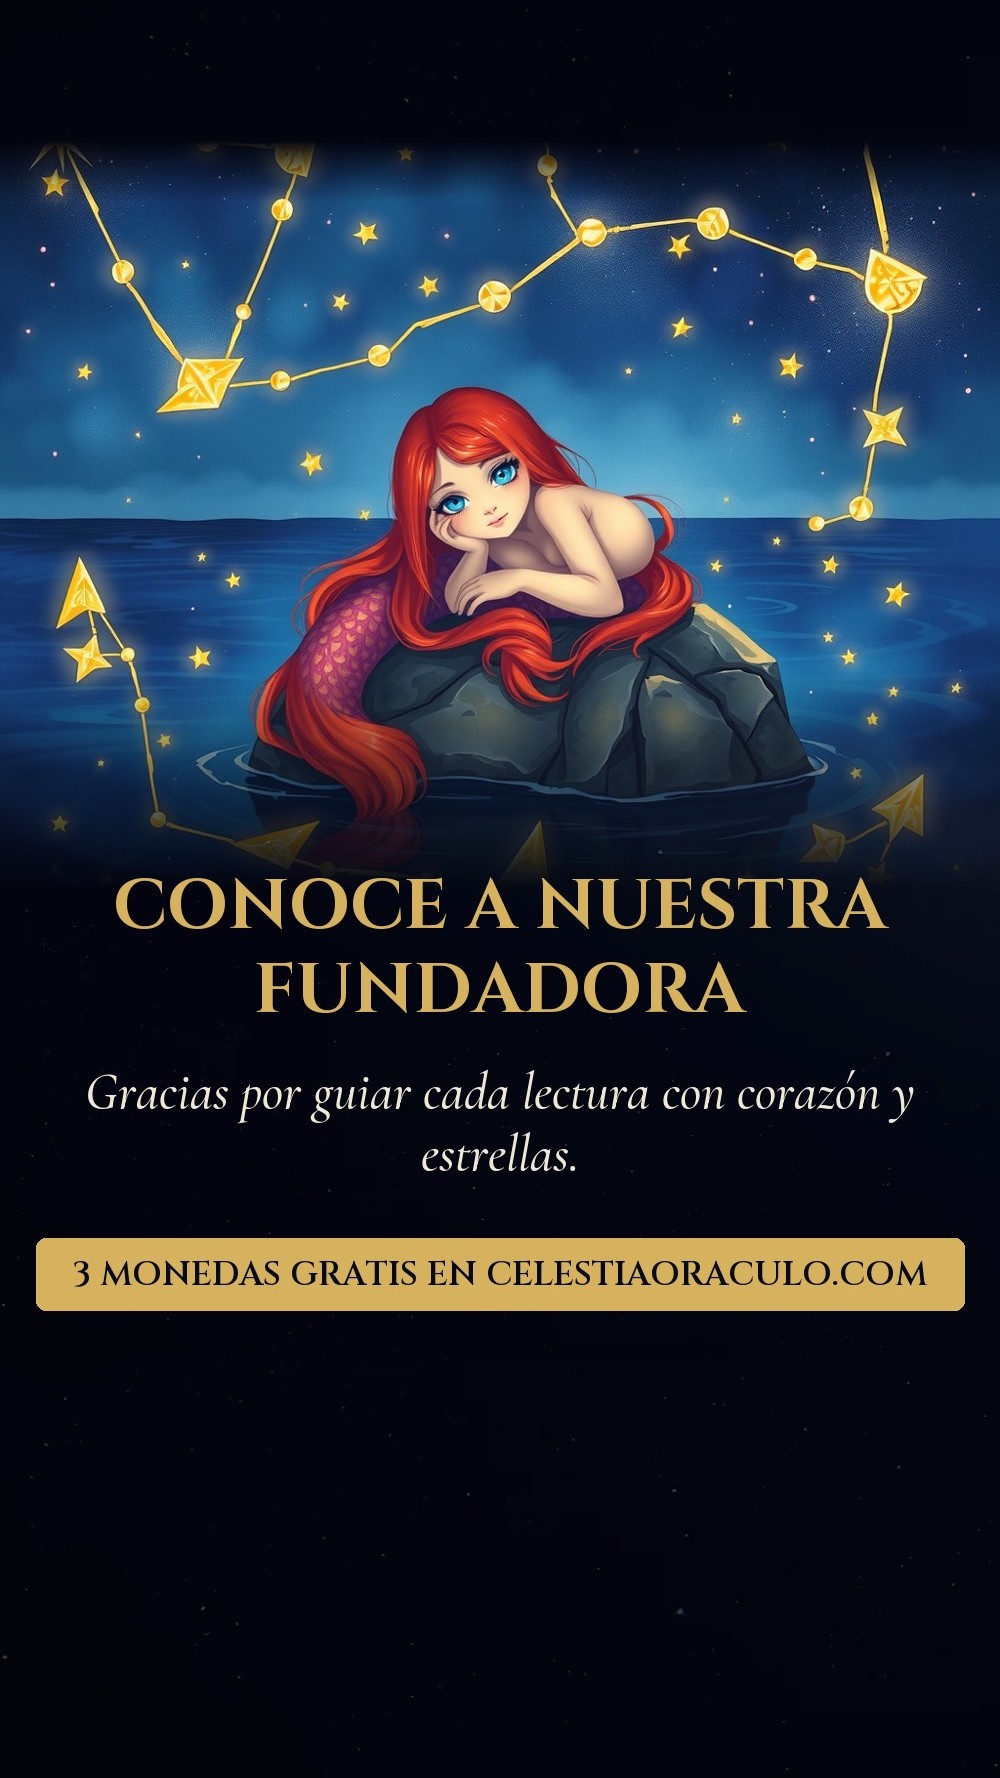 CONOCE A NUESTRA
FUNDADORA
Gracias por guiar cada lectura con corazón y
estrellas.
3 MONEDAS GRATIS EN CELESTIAORACULO.COM